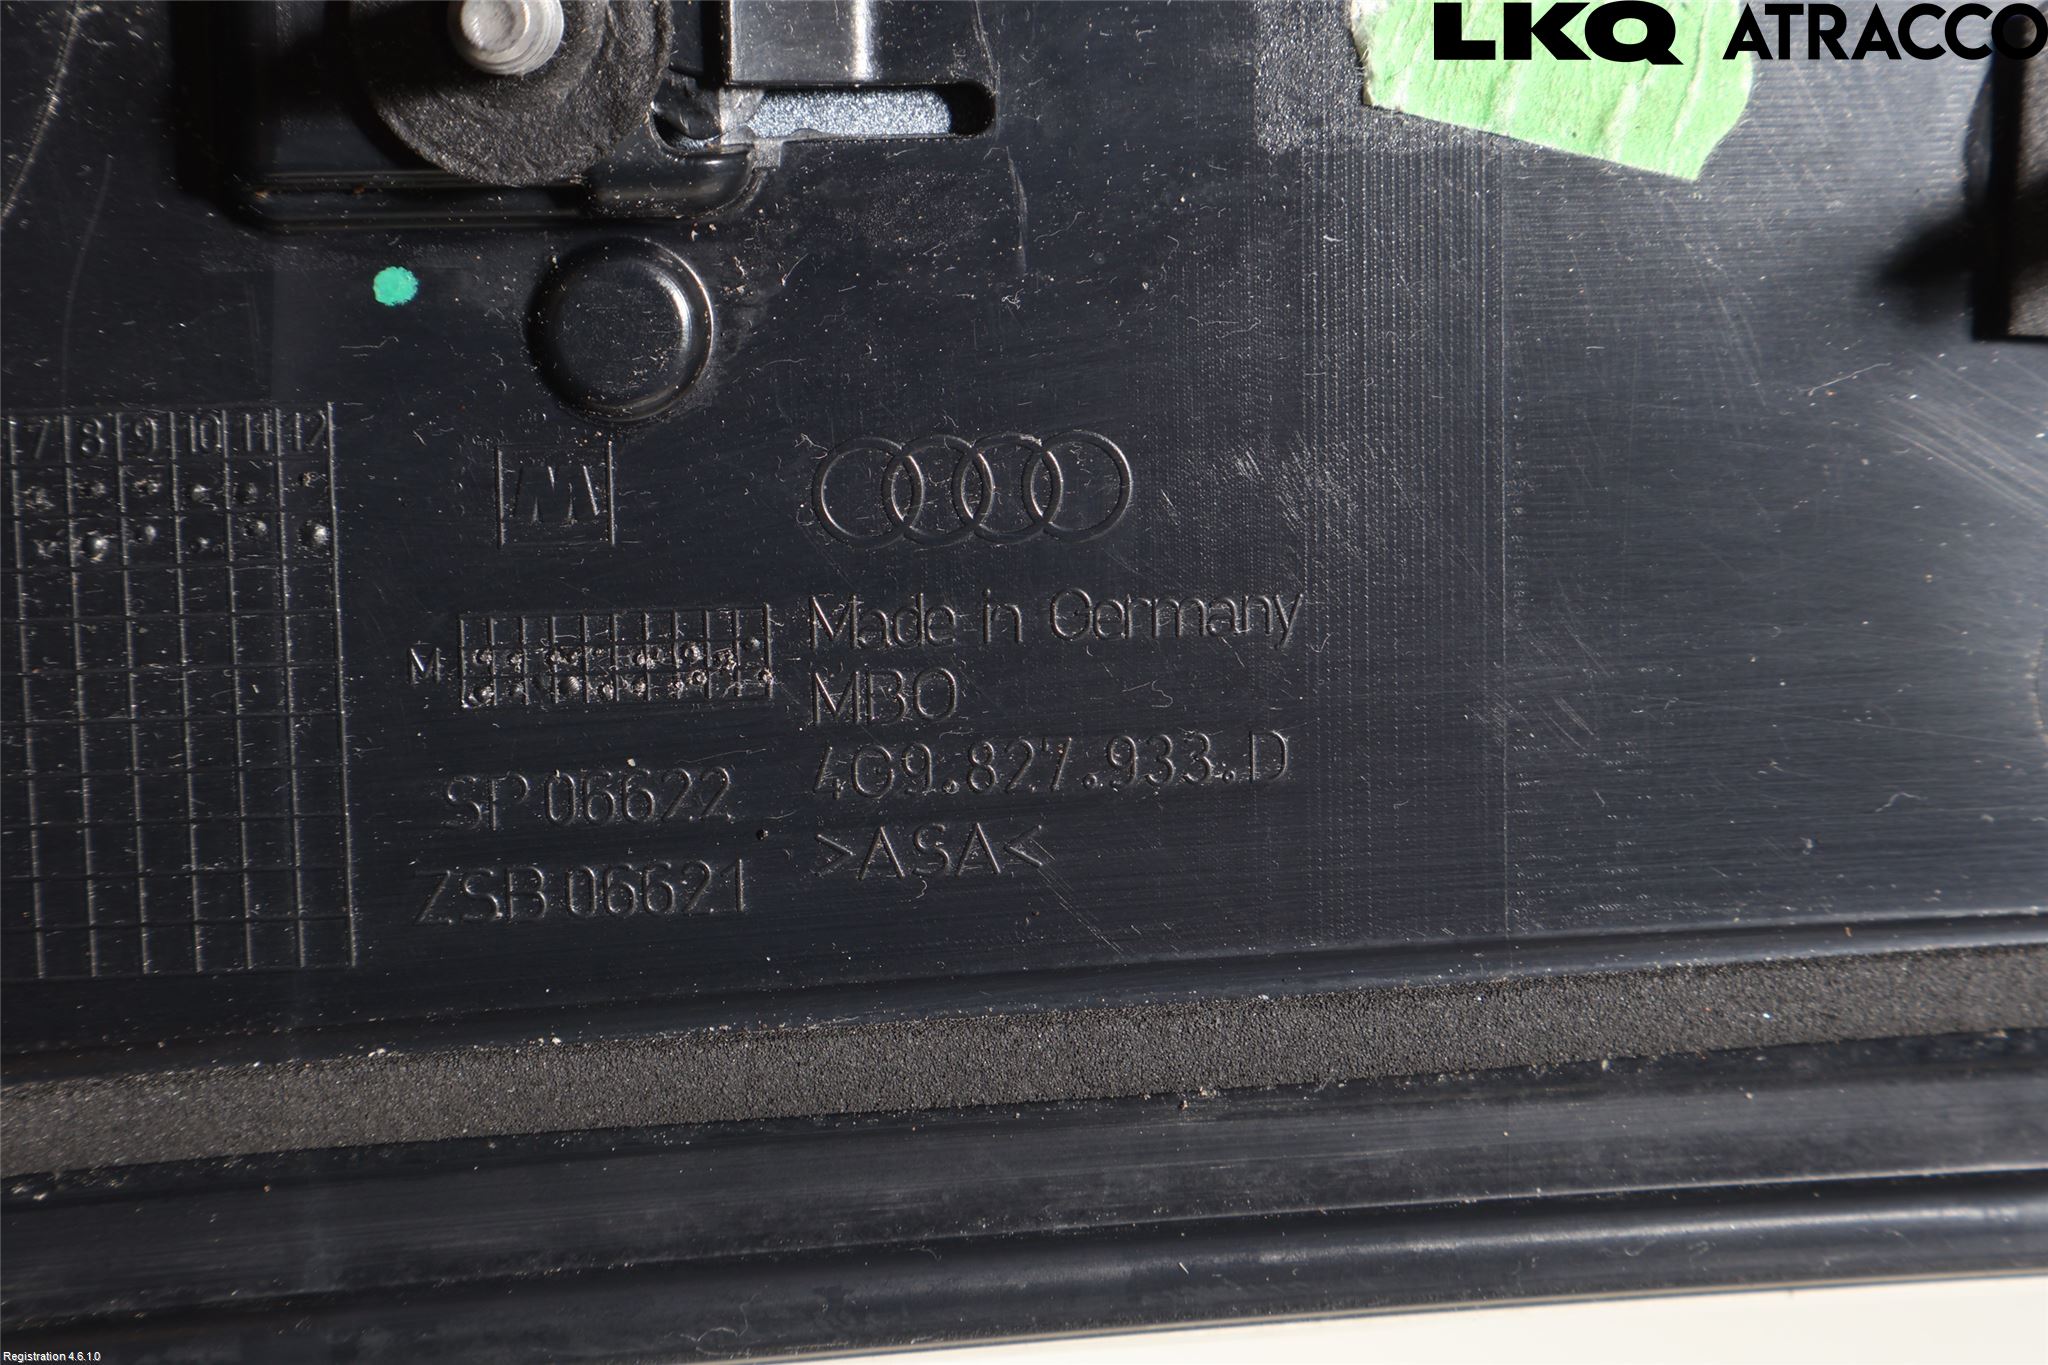 LKQ ATRACCO
7 8 9 10 11 12
Made in Germany
M
MBO
SP 06622
4G9.827.933.D
ZSB 06621
>ASA<
Registration 4.6.1.0